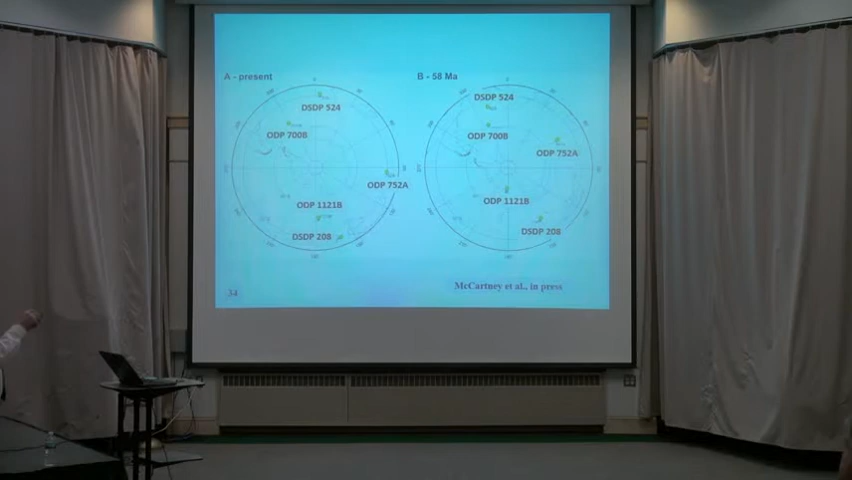 A - present
DSDP 524
ODP 700B
ODP 752A
ODP 1121B
DSDP 208
B - 58 Ma
DSDP 524
ODP 700B
ODP 752A
ODP 1121B
DSDP 208
McCartney et al., in press
34